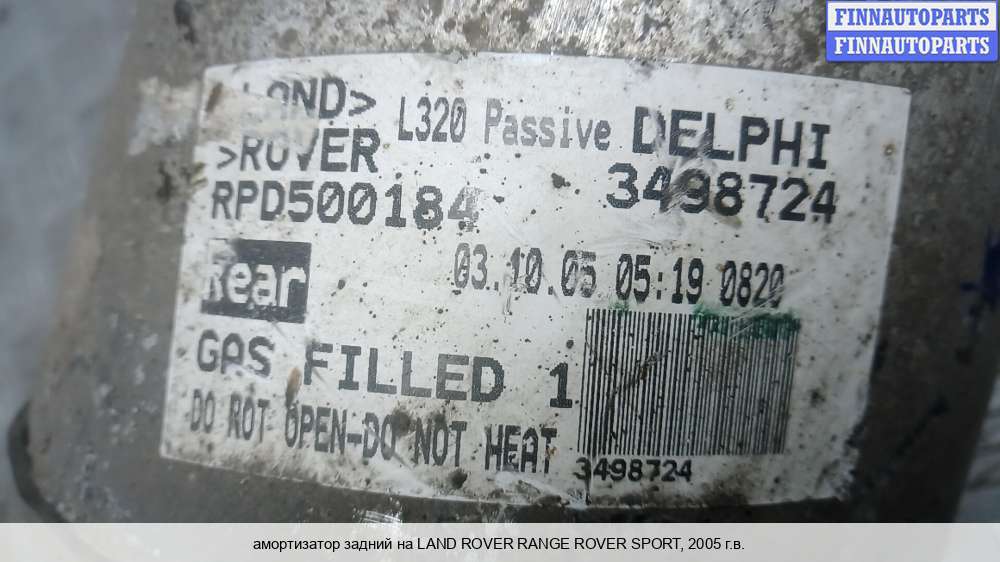 FINNAUTOPARTS
FINNAUTOPARTS
LAND> L320 Passive DELPHI
>ROVER 3498724
RPD500184
Rear 03.10.05 05:19 0820
GAS FILLED 1
DO NOT OPEN-DO NOT HEAT
3498724
амортизатор задний на LAND ROVER RANGE ROVER SPORT, 2005 г.в.